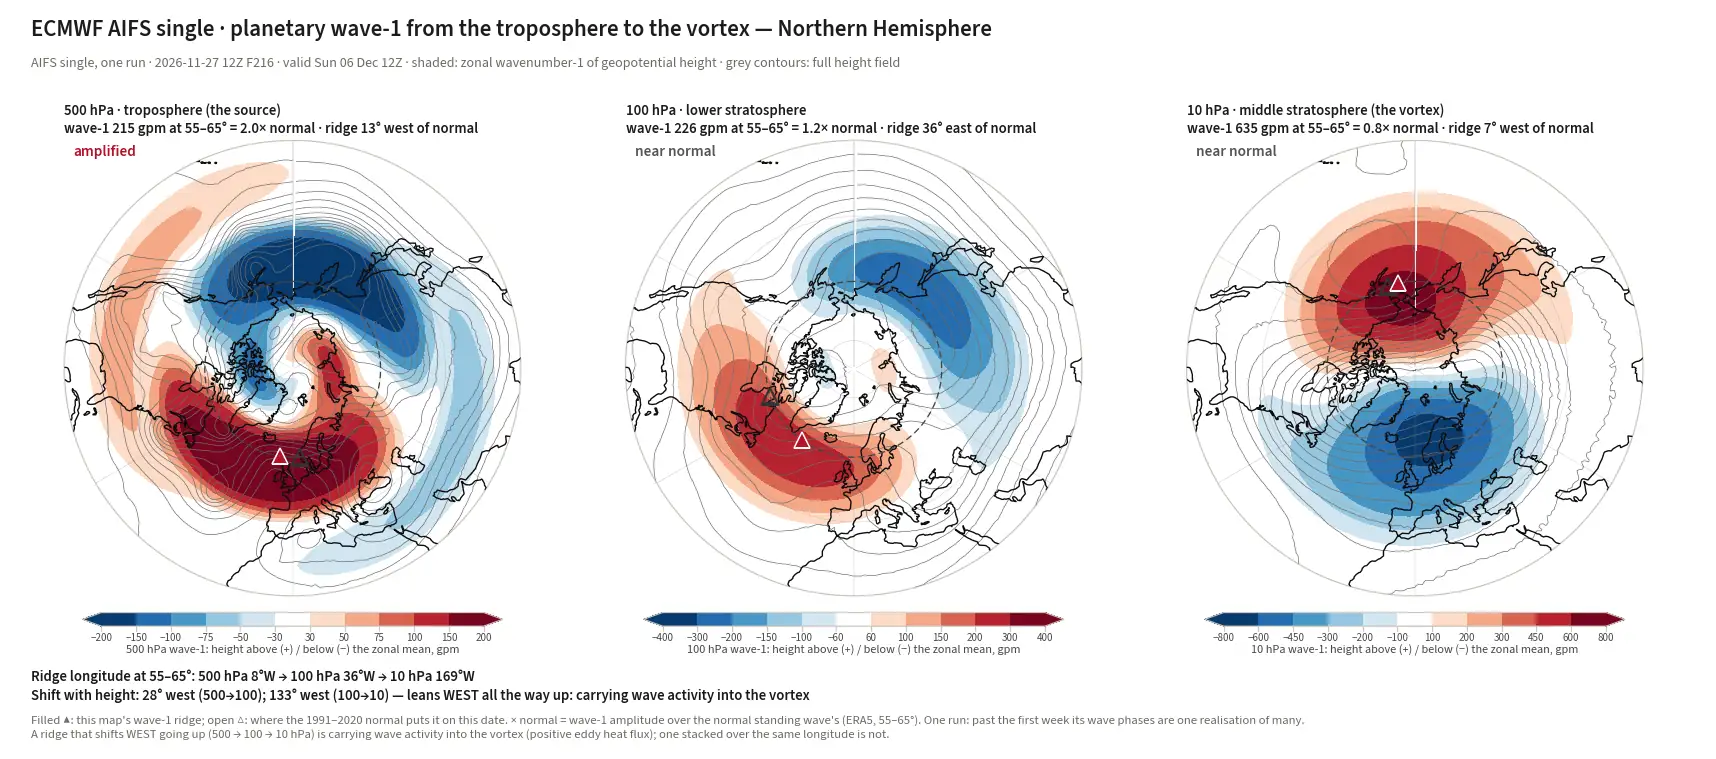 ECMWF AIFS single · planetary wave-1 from the troposphere to the vortex — Northern Hemisphere
AIFS single, one run · 2026-11-27 12Z F216 · valid Sun 06 Dec 12Z · shaded: zonal wavenumber-1 of geopotential height · grey contours: full height field
500 hPa · troposphere (the source)
wave-1 215 gpm at 55–65° = 2.0× normal · ridge 13° west of normal
amplified
100 hPa · lower stratosphere
wave-1 226 gpm at 55–65° = 1.2× normal · ridge 36° east of normal
near normal
10 hPa · middle stratosphere (the vortex)
wave-1 635 gpm at 55–65° = 0.8× normal · ridge 7° west of normal
near normal
−200 −150 −100 −75 −50 −30 30 50 75 100 150 200
500 hPa wave-1: height above (+) / below (−) the zonal mean, gpm
−400 −300 −200 −150 −100 −60 60 100 150 200 300 400
100 hPa wave-1: height above (+) / below (−) the zonal mean, gpm
−800 −600 −450 −300 −200 −100 100 200 300 450 600 800
10 hPa wave-1: height above (+) / below (−) the zonal mean, gpm
Ridge longitude at 55–65°: 500 hPa 8°W → 100 hPa 36°W → 10 hPa 169°W
Shift with height: 28° west (500→100); 133° west (100→10) — leans WEST all the way up: carrying wave activity into the vortex
Filled ▲: this map's wave-1 ridge; open △: where the 1991–2020 normal puts it on this date. × normal = wave-1 amplitude over the normal standing wave's (ERA5, 55–65°). One run: past the first week its wave phases are one realisation of many.
A ridge that shifts WEST going up (500 → 100 → 10 hPa) is carrying wave activity into the vortex (positive eddy heat flux); one stacked over the same longitude is not.